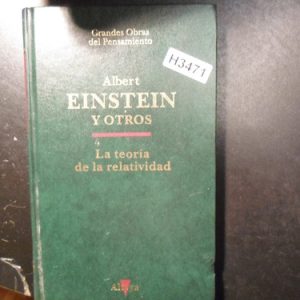 Grandes Obras
del Pensamiento
H3471
Albert
EINSTEIN
Y OTROS
La teoría
de la relatividad
Altaya